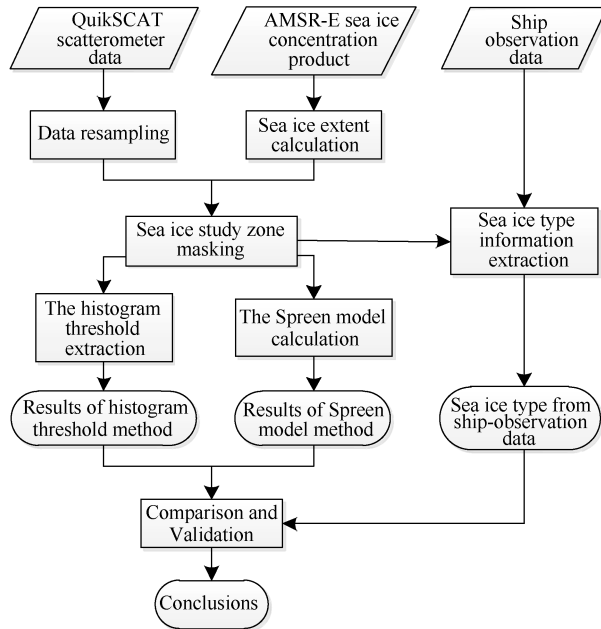 QuikSCAT
scatterometer
data
AMSR-E sea ice
concentration
product
Ship
observation
data
Data resampling
Sea ice extent
calculation
Sea ice study zone
masking
Sea ice type
information
extraction
The histogram
threshold
extraction
The Spreen model
calculation
Results of histogram
threshold method
Results of Spreen
model method
Sea ice type from
ship-observation
data
Comparison and
Validation
Conclusions